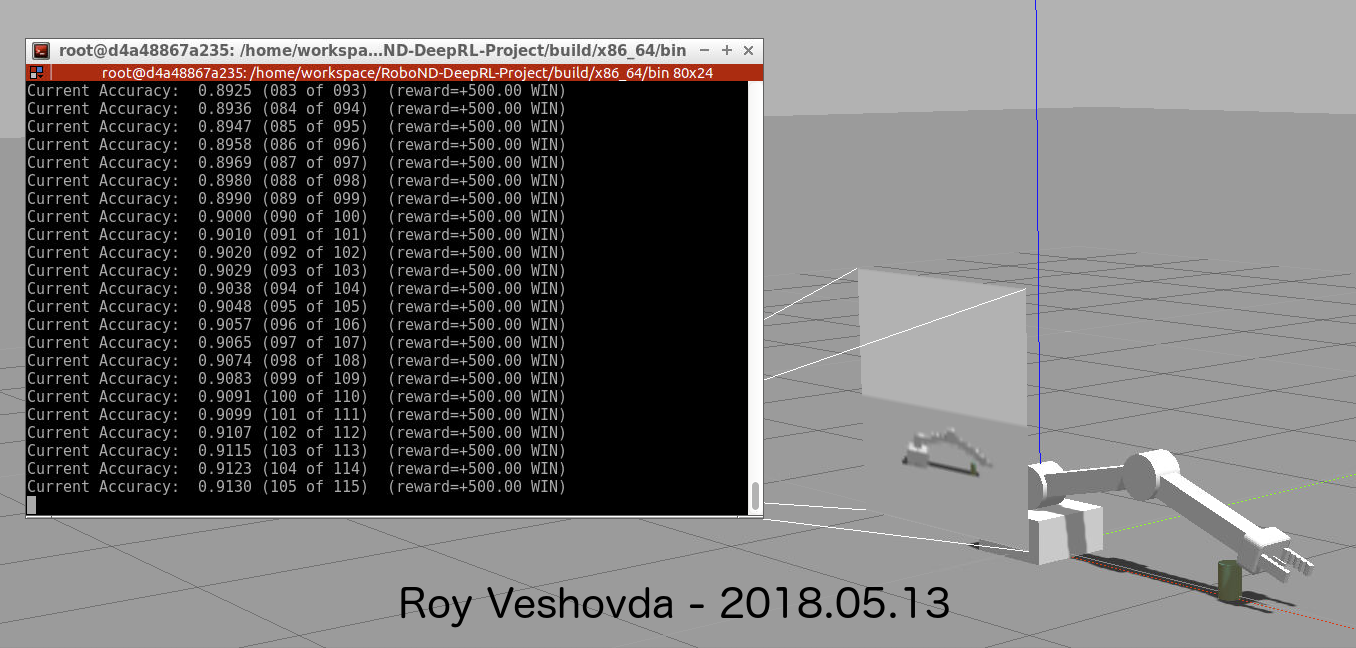 root@d4a48867a235: /home/workspa...ND-DeepRL-Project/build/x86_64/bin
root@d4a48867a235: /home/workspace/RoboND-DeepRL-Project/build/x86_64/bin 80x24
Current Accuracy:  0.8925 (083 of 093)  (reward=+500.00 WIN)
Current Accuracy:  0.8936 (084 of 094)  (reward=+500.00 WIN)
Current Accuracy:  0.8947 (085 of 095)  (reward=+500.00 WIN)
Current Accuracy:  0.8958 (086 of 096)  (reward=+500.00 WIN)
Current Accuracy:  0.8969 (087 of 097)  (reward=+500.00 WIN)
Current Accuracy:  0.8980 (088 of 098)  (reward=+500.00 WIN)
Current Accuracy:  0.8990 (089 of 099)  (reward=+500.00 WIN)
Current Accuracy:  0.9000 (090 of 100)  (reward=+500.00 WIN)
Current Accuracy:  0.9010 (091 of 101)  (reward=+500.00 WIN)
Current Accuracy:  0.9020 (092 of 102)  (reward=+500.00 WIN)
Current Accuracy:  0.9029 (093 of 103)  (reward=+500.00 WIN)
Current Accuracy:  0.9038 (094 of 104)  (reward=+500.00 WIN)
Current Accuracy:  0.9048 (095 of 105)  (reward=+500.00 WIN)
Current Accuracy:  0.9057 (096 of 106)  (reward=+500.00 WIN)
Current Accuracy:  0.9065 (097 of 107)  (reward=+500.00 WIN)
Current Accuracy:  0.9074 (098 of 108)  (reward=+500.00 WIN)
Current Accuracy:  0.9083 (099 of 109)  (reward=+500.00 WIN)
Current Accuracy:  0.9091 (100 of 110)  (reward=+500.00 WIN)
Current Accuracy:  0.9099 (101 of 111)  (reward=+500.00 WIN)
Current Accuracy:  0.9107 (102 of 112)  (reward=+500.00 WIN)
Current Accuracy:  0.9115 (103 of 113)  (reward=+500.00 WIN)
Current Accuracy:  0.9123 (104 of 114)  (reward=+500.00 WIN)
Current Accuracy:  0.9130 (105 of 115)  (reward=+500.00 WIN)
Roy Veshovda - 2018.05.13